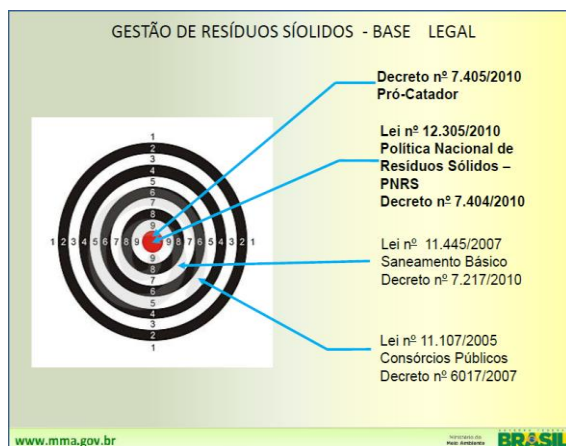 GESTÃO DE RESÍDUOS SÍOLIDOS - BASE LEGAL
Decreto nº 7.405/2010
Pró-Catador
Lei nº 12.305/2010
Política Nacional de
Resíduos Sólidos –
PNRS
Decreto nº 7.404/2010
Lei nº 11.445/2007
Saneamento Básico
Decreto nº 7.217/2010
Lei nº 11.107/2005
Consórcios Públicos
Decreto nº 6017/2007
1
2
3
4
5
6
7
8
9
1 2 3 4 5 6 7 8 9 9 8 7 6 5 4 3 2 1
9
8
7
6
5
4
3
2
1
www.mma.gov.br
Ministério do
Meio Ambiente
BRASIL